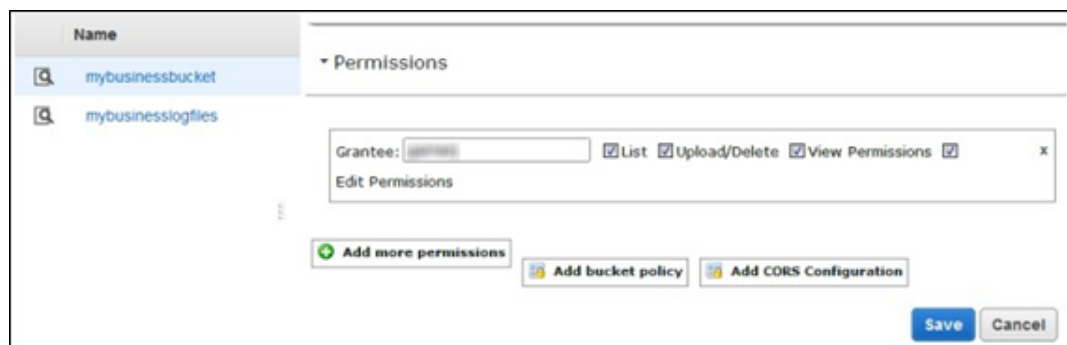 Name
mybusinessbucket
mybusinesslogfiles
Permissions
Grantee: List Upload/Delete View Permissions x
Edit Permissions
Add more permissions
Add bucket policy Add CORS Configuration
Save Cancel